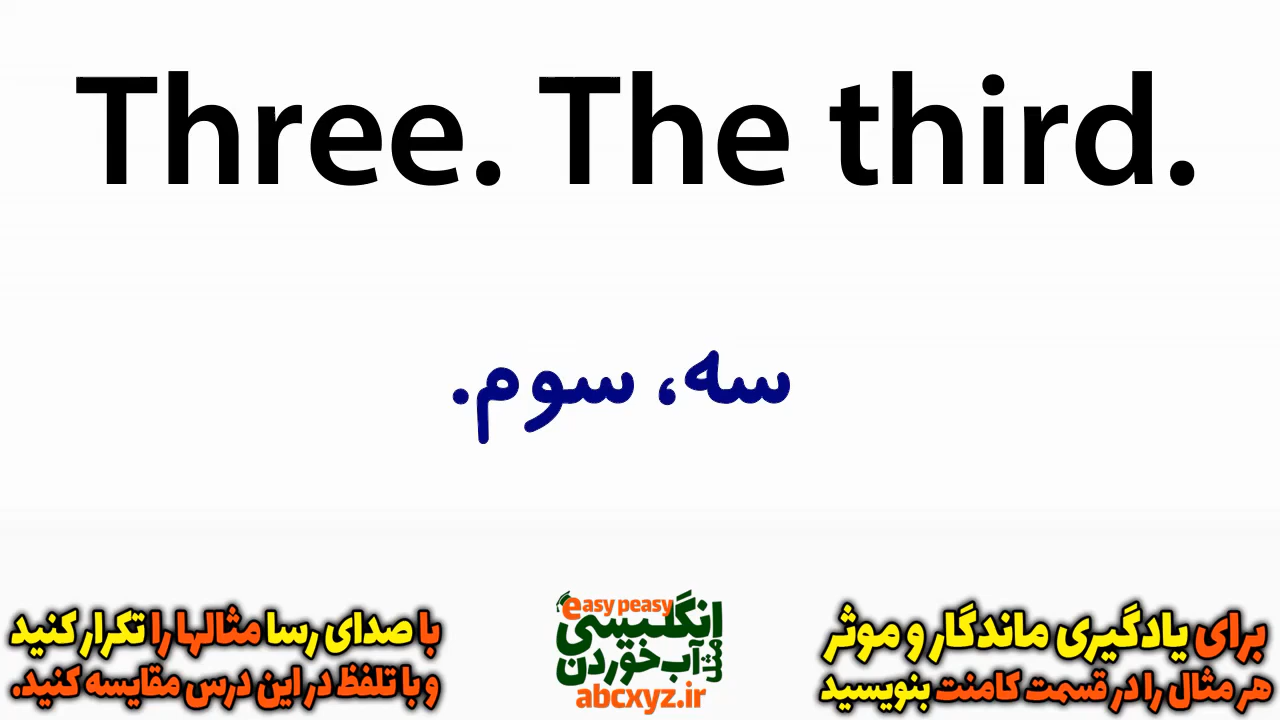 Three. The third.
سه، سوم.
برای یادگیری ماندگار و موثر
هر مثال را در قسمت کامنت بنویسید
easy peasy
انگلیسی
مثل آب خوردن
abcxyz.ir
با صدای رسا مثالها را تکرار کنید
و با تلفظ در این درس مقایسه کنید.